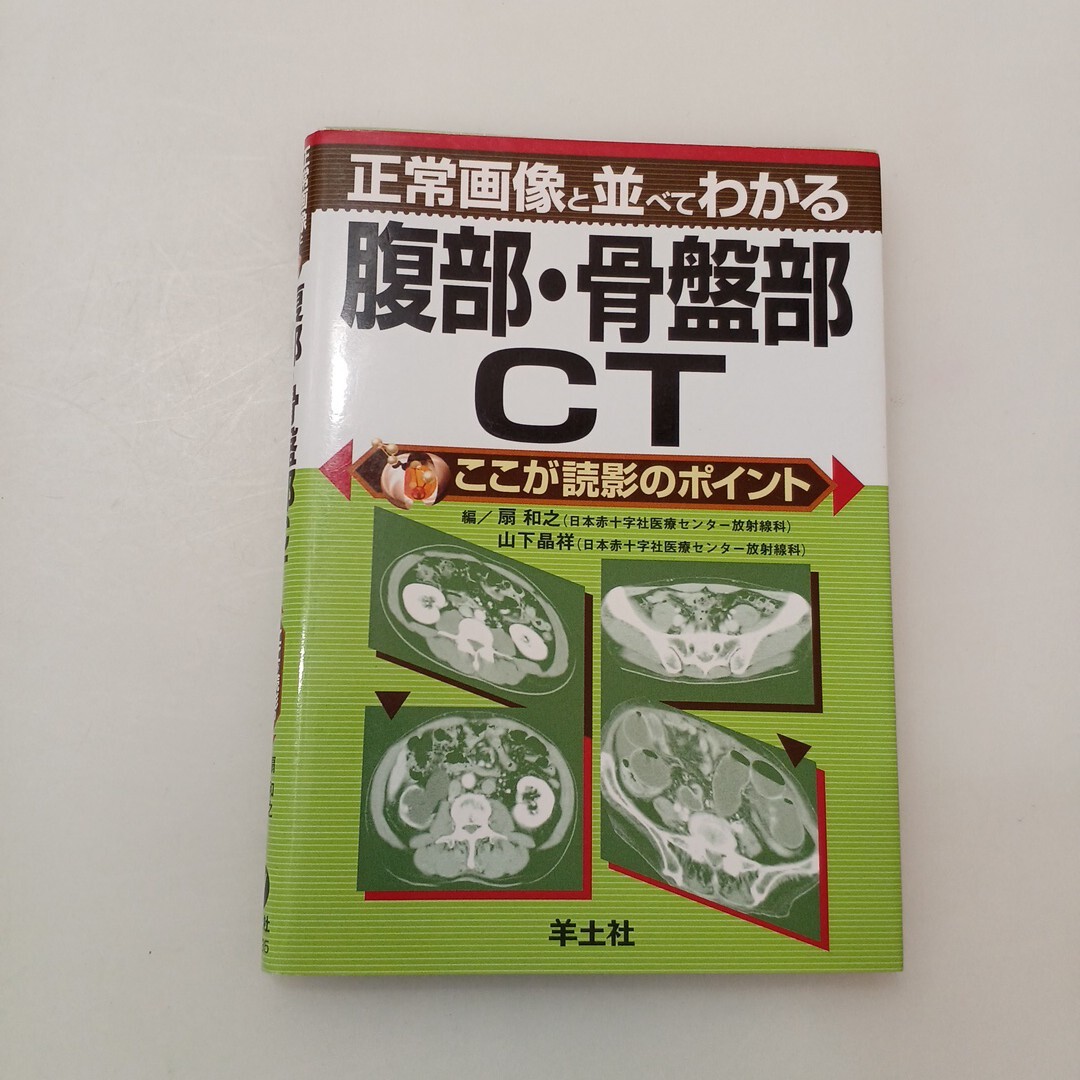 正常画像と並べてわかる
腹部・骨盤部
CT
ここが読影のポイント
編／扇 和之（日本赤十字社医療センター放射線科）
山下晶祥（日本赤十字社医療センター放射線科）
羊土社